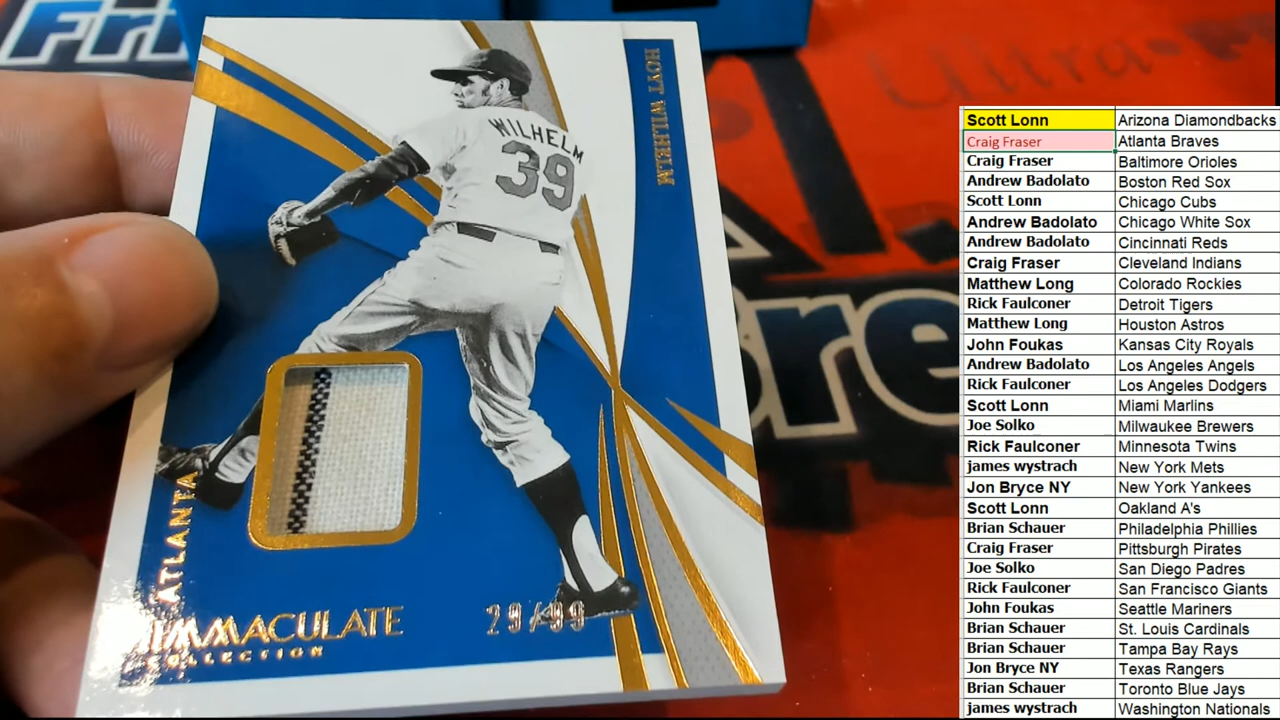 Fri
HOYT WILHELM
WILHELM
39
ATLANTA
IMMACULATE
COLLECTION
29/99
Scott Lonn Arizona Diamondbacks
Craig Fraser Atlanta Braves
Craig Fraser Baltimore Orioles
Andrew Badolato Boston Red Sox
Scott Lonn Chicago Cubs
Andrew Badolato Chicago White Sox
Andrew Badolato Cincinnati Reds
Craig Fraser Cleveland Indians
Matthew Long Colorado Rockies
Rick Faulconer Detroit Tigers
Matthew Long Houston Astros
John Foukas Kansas City Royals
Andrew Badolato Los Angeles Angels
Rick Faulconer Los Angeles Dodgers
Scott Lonn Miami Marlins
Joe Solko Milwaukee Brewers
Rick Faulconer Minnesota Twins
james wystrach New York Mets
Jon Bryce NY New York Yankees
Scott Lonn Oakland A's
Brian Schauer Philadelphia Phillies
Craig Fraser Pittsburgh Pirates
Joe Solko San Diego Padres
Rick Faulconer San Francisco Giants
John Foukas Seattle Mariners
Brian Schauer St. Louis Cardinals
Brian Schauer Tampa Bay Rays
Jon Bryce NY Texas Rangers
Brian Schauer Toronto Blue Jays
james wystrach Washington Nationals